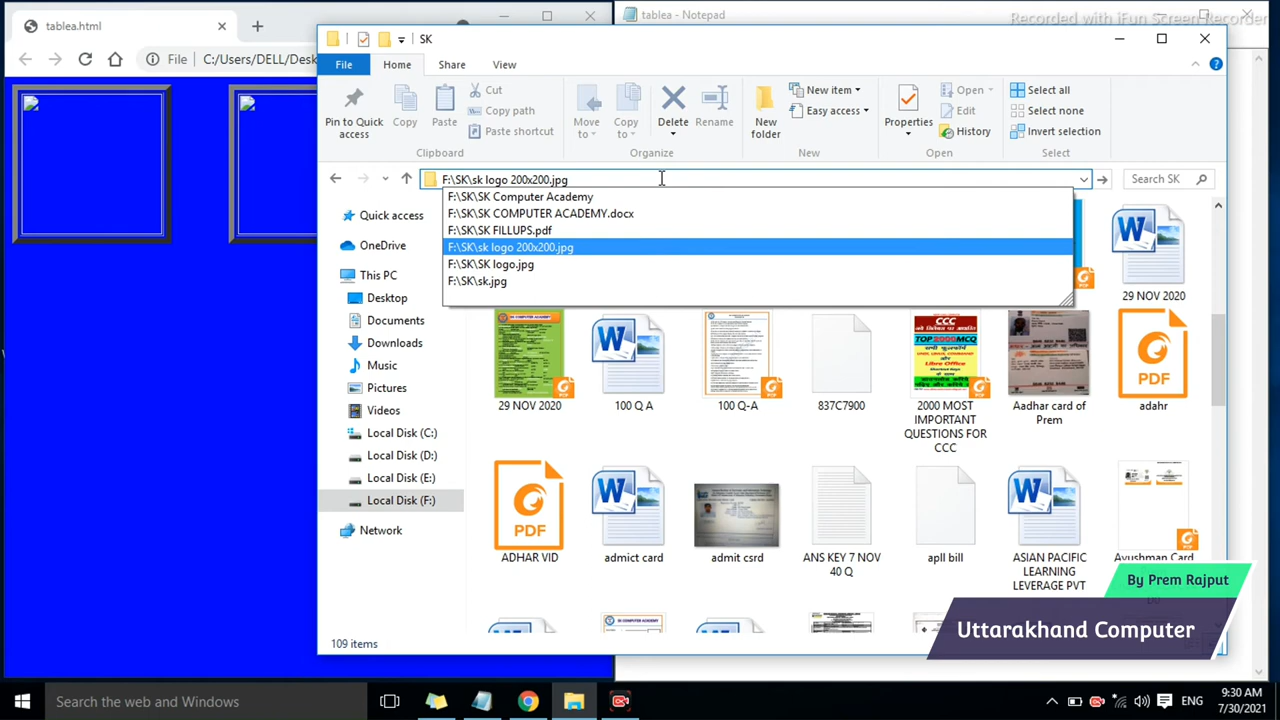 tablea.html
tablea - Notepad
Recorded with iFun Screen Recorder
File
C:/Users/DELL/Desk
SK
File
Home
Share
View
Pin to Quick access
Copy
Paste
Cut
Copy path
Paste shortcut
Clipboard
Move to
Copy to
Delete
Rename
Organize
New folder
New item
Easy access
New
Properties
Open
Edit
History
Open
Select all
Select none
Invert selection
Select
F:\SK\sk logo 200x200.jpg
Search SK
F:\SK\SK Computer Academy
F:\SK\SK COMPUTER ACADEMY.docx
F:\SK\SK FILLUPS.pdf
F:\SK\sk logo 200x200.jpg
F:\SK\SK logo.jpg
F:\SK\sk.jpg
Quick access
OneDrive
This PC
Desktop
Documents
Downloads
Music
Pictures
Videos
Local Disk (C:)
Local Disk (D:)
Local Disk (E:)
Local Disk (F:)
Network
29 NOV 2020
29 NOV 2020
100 Q A
100 Q-A
837C7900
2000 MOST
IMPORTANT
QUESTIONS FOR
CCC
Aadhar card of
Prem
PDF
adahr
PDF
ADHAR VID
admict card
admit csrd
ANS KEY 7 NOV
40 Q
apll bill
ASIAN PACIFIC
LEARNING
LEVERAGE PVT
Ayushman Card
109 items
By Prem Rajput
Uttarakhand Computer
Search the web and Windows
ENG
9:30 AM
7/30/2021